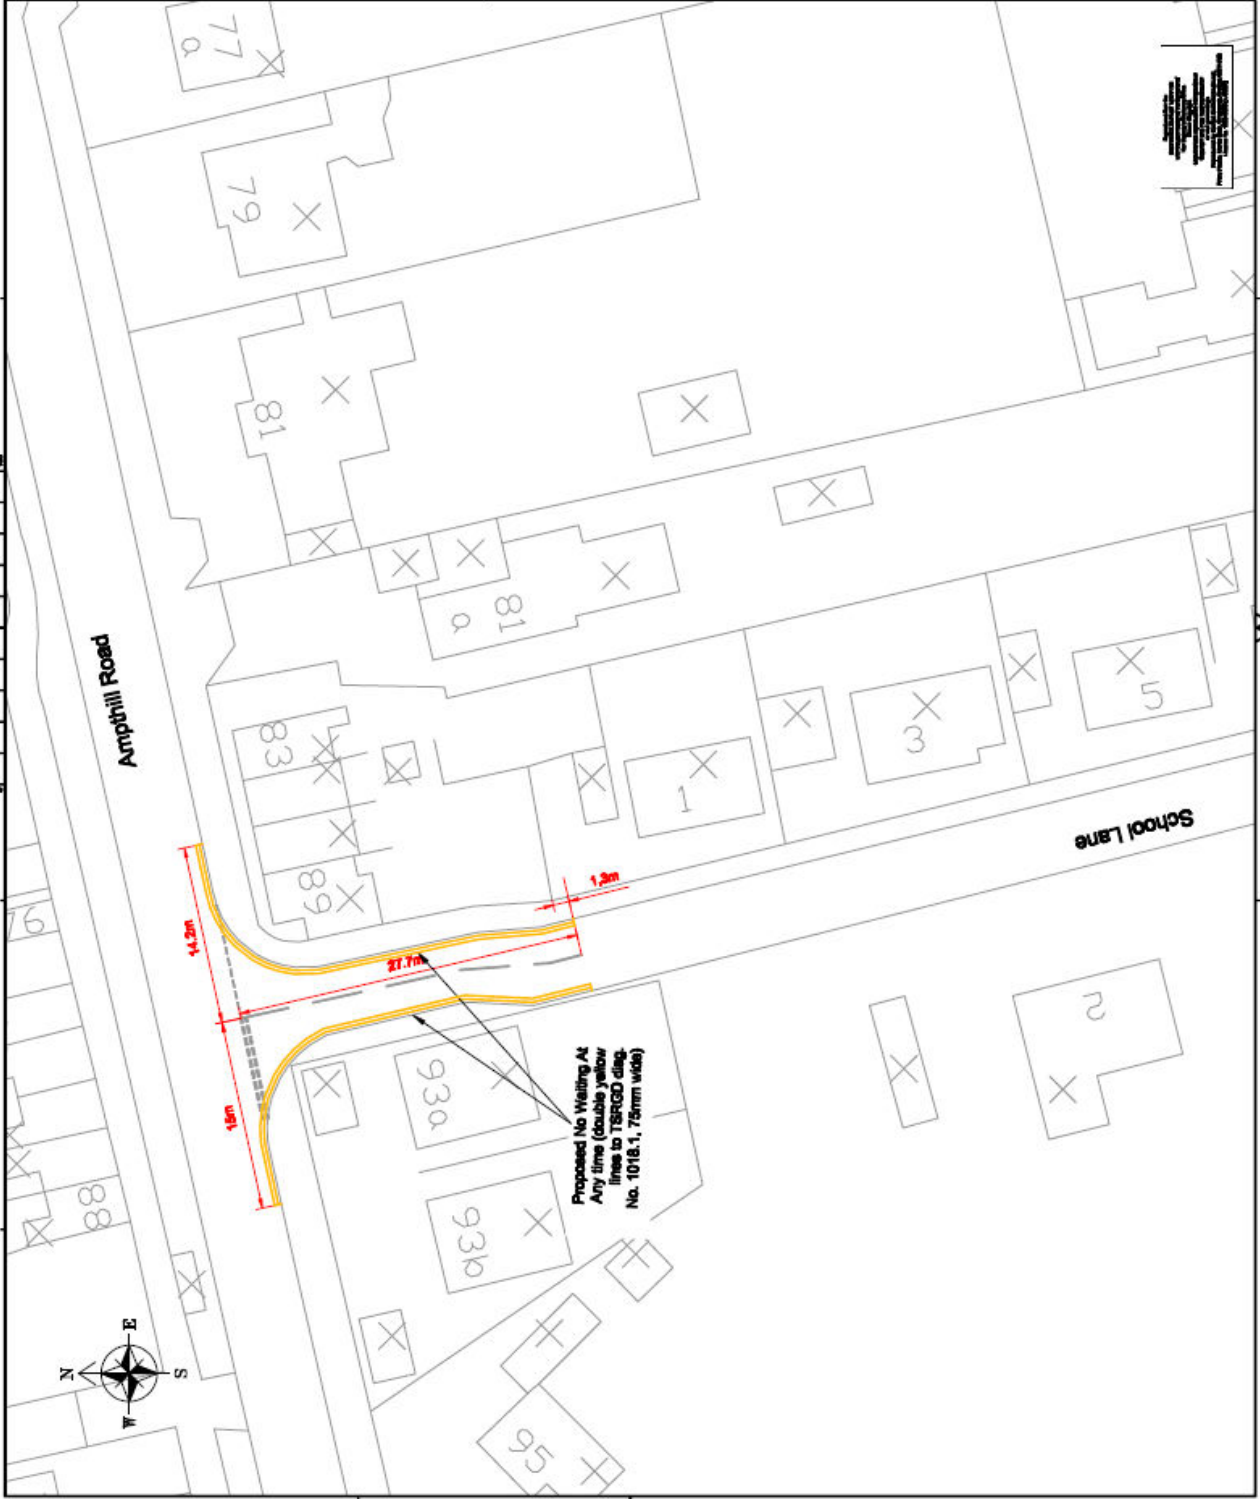 N
W
E
S
Ampthill Road
School Lane
77
a
79
81
81
a
83
89
1
3
5
2
76
88
93a
93b
95
14.2m
15m
27.7m
1.3m
Proposed No Waiting At
Any time (double yellow
lines to TSRGD diag.
No. 1018.1, 75mm wide)